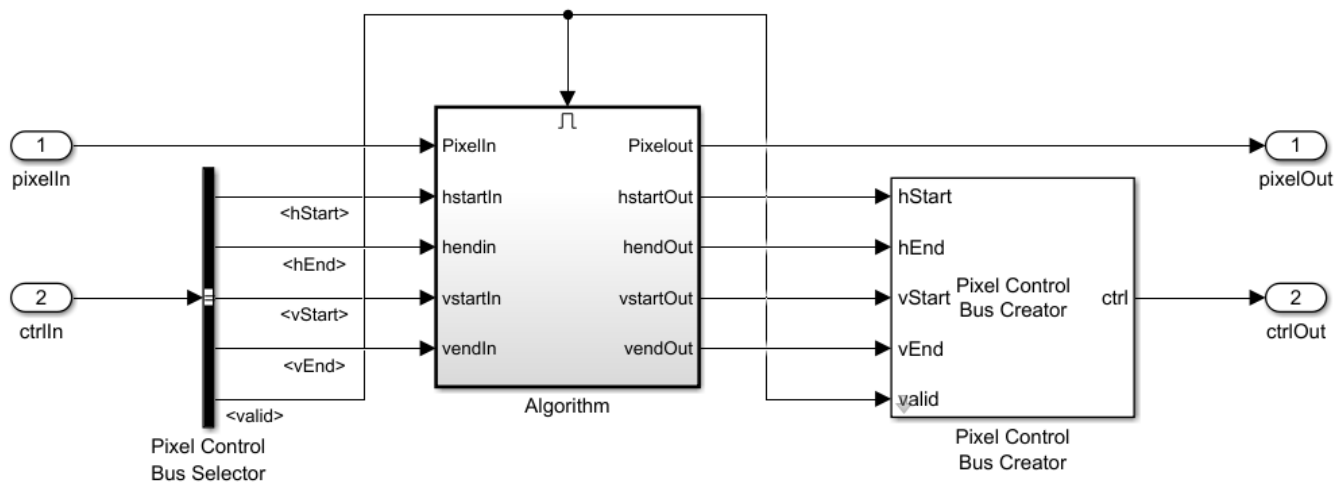 1
pixelIn
2
ctrlIn
<hStart>
<hEnd>
<vStart>
<vEnd>
<valid>
Pixel Control
Bus Selector
PixelIn
hstartIn
hendin
vstartIn
vendIn
Pixelout
hstartOut
hendOut
vstartOut
vendOut
Algorithm
hStart
hEnd
vStart
vEnd
valid
Pixel Control
Bus Creator
ctrl
Pixel Control
Bus Creator
1
pixelOut
2
ctrlOut